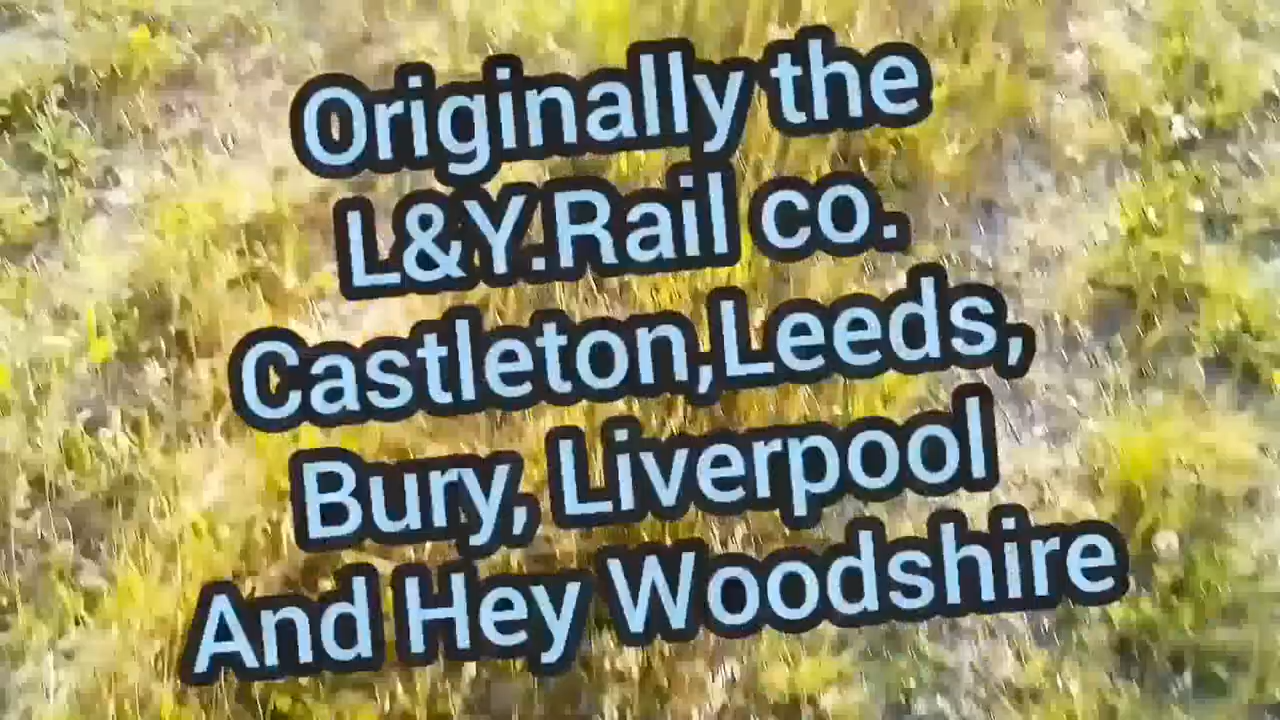 Originally the
L&Y.Rail co.
Castleton,Leeds,
Bury, Liverpool
And Hey Woodshire